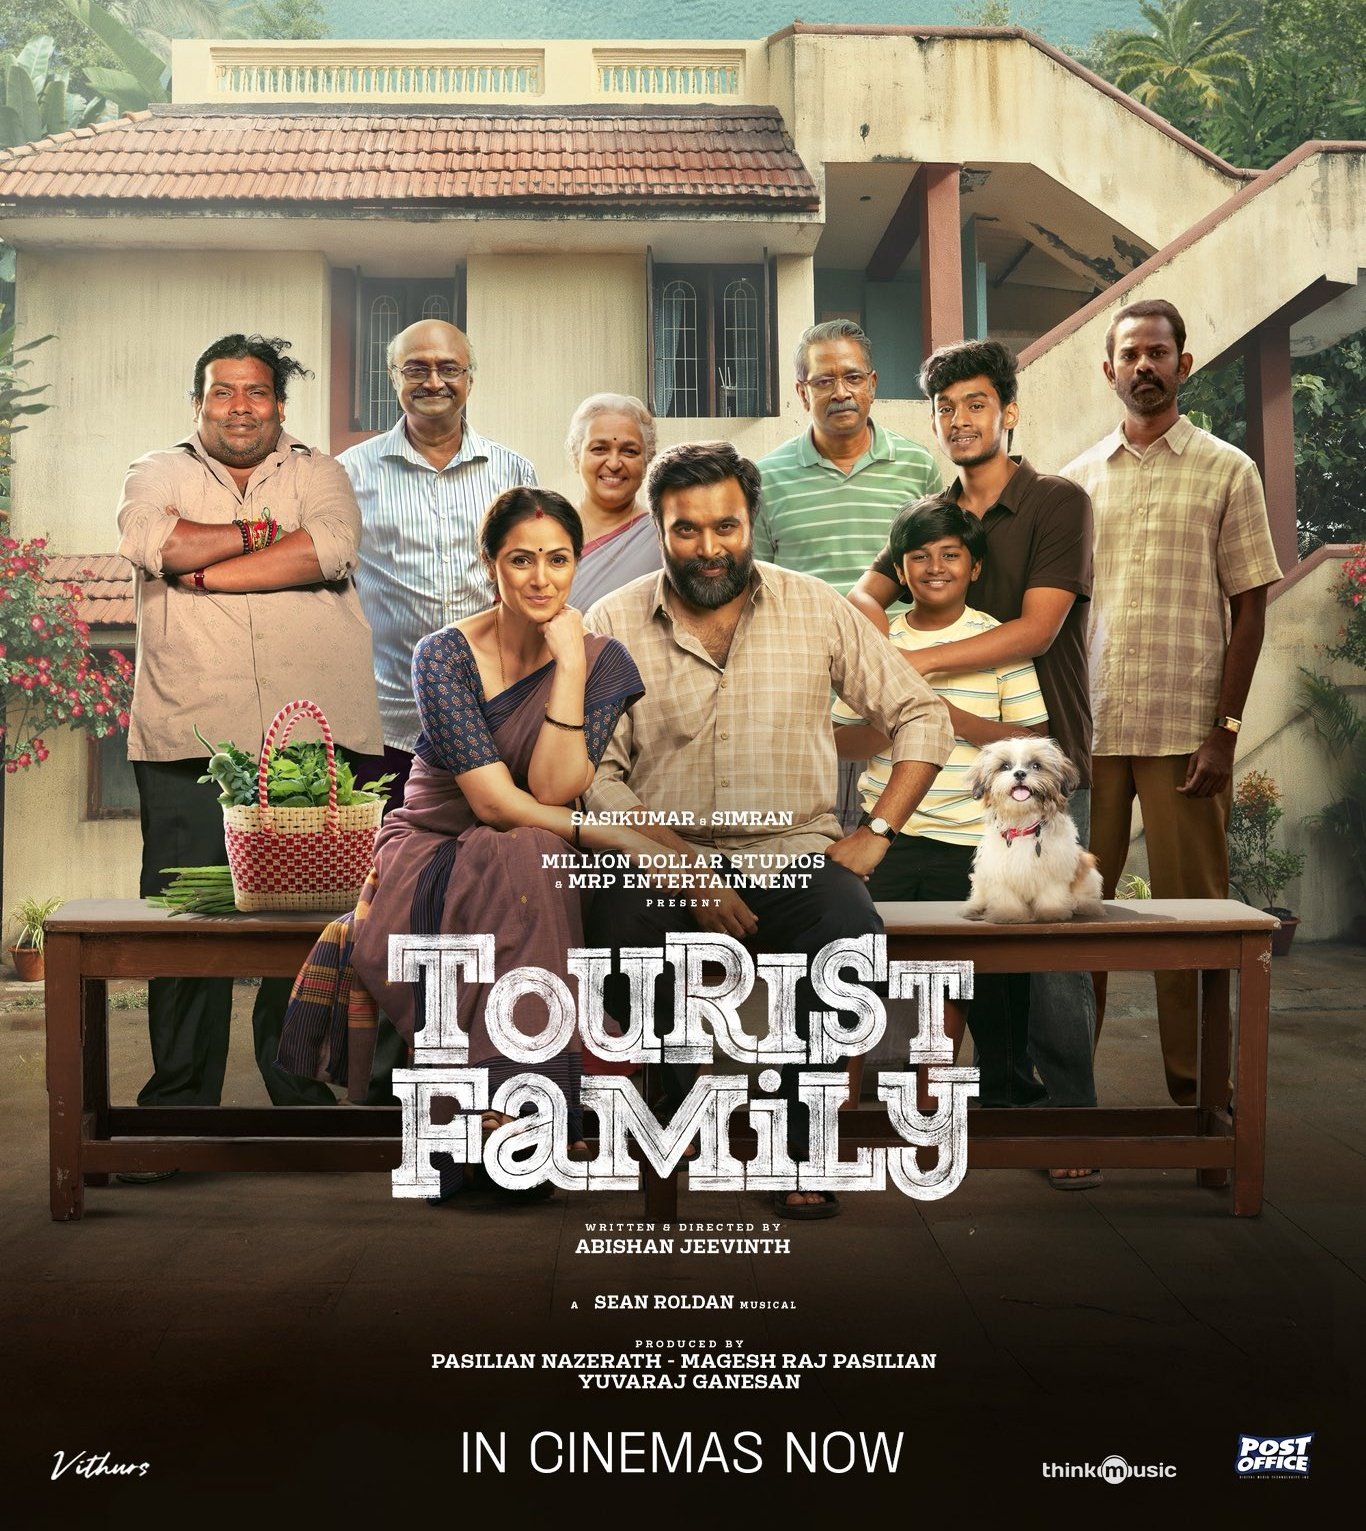 SASIKUMAR & SIMRAN
MILLION DOLLAR STUDIOS
& MRP ENTERTAINMENT
PRESENT
TOURIST
FAMiLY
WRITTEN & DIRECTED BY
ABISHAN JEEVINTH
A SEAN ROLDAN MUSICAL
PRODUCED BY
PASILIAN NAZERATH - MAGESH RAJ PASILIAN
YUVARAJ GANESAN
IN CINEMAS NOW
Vithurs
think music
POST
OFFICE